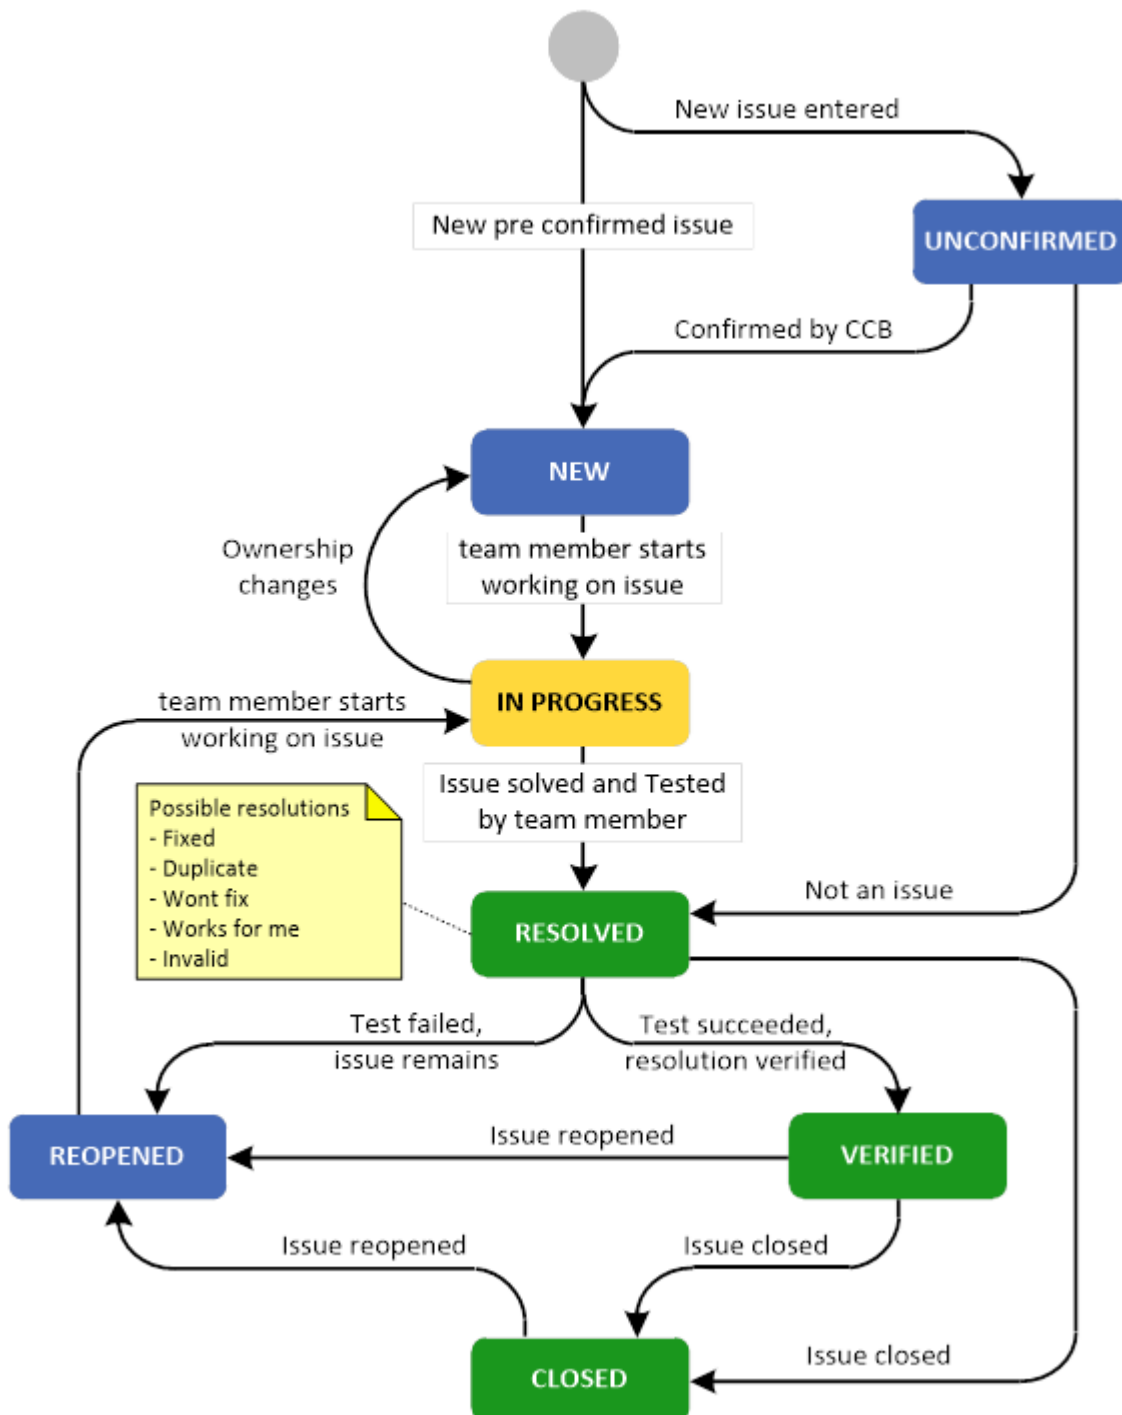 New issue entered
New pre confirmed issue
UNCONFIRMED
Confirmed by CCB
NEW
Ownership
changes
team member starts
working on issue
IN PROGRESS
team member starts
working on issue
Issue solved and Tested
by team member
Possible resolutions
- Fixed
- Duplicate
- Wont fix
- Works for me
- Invalid
Not an issue
RESOLVED
Test failed,
issue remains
Test succeeded,
resolution verified
REOPENED
Issue reopened
VERIFIED
Issue reopened
Issue closed
Issue closed
CLOSED